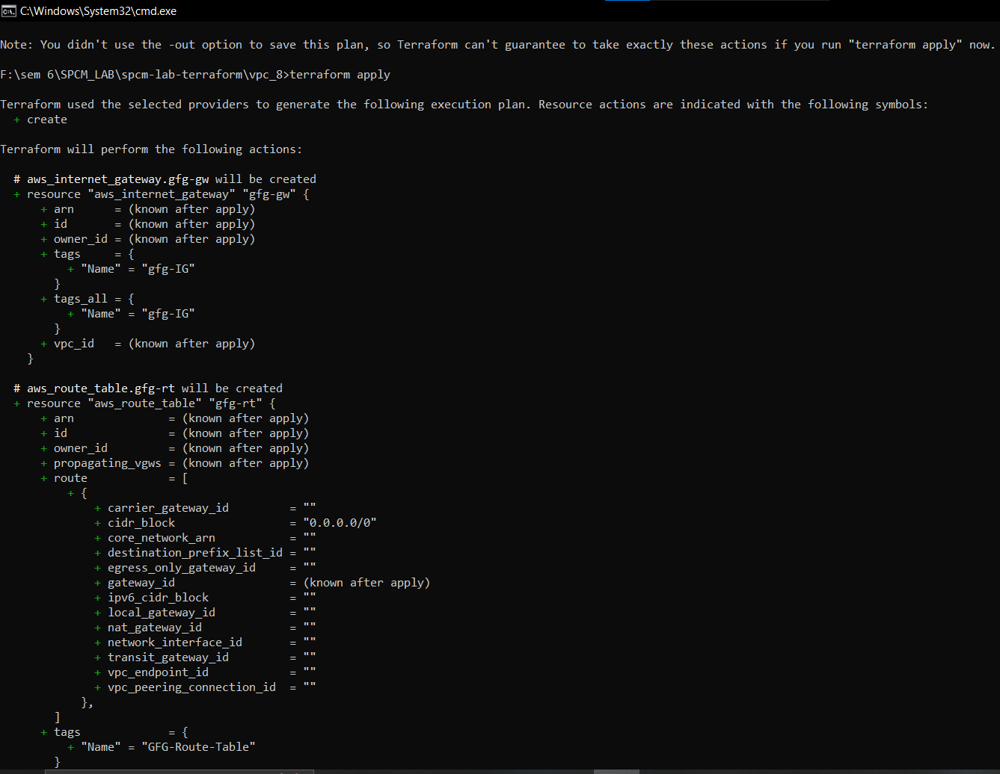 C:\Windows\System32\cmd.exe
Note: You didn't use the -out option to save this plan, so Terraform can't guarantee to take exactly these actions if you run "terraform apply" now.
F:\sem 6\SPCM_LAB\spcm-lab-terraform\vpc_8>terraform apply
Terraform used the selected providers to generate the following execution plan. Resource actions are indicated with the following symbols:
  + create
Terraform will perform the following actions:
  # aws_internet_gateway.gfg-gw will be created
  + resource "aws_internet_gateway" "gfg-gw" {
      + arn      = (known after apply)
      + id       = (known after apply)
      + owner_id = (known after apply)
      + tags     = {
          + "Name" = "gfg-IG"
        }
      + tags_all = {
          + "Name" = "gfg-IG"
        }
      + vpc_id   = (known after apply)
    }
  # aws_route_table.gfg-rt will be created
  + resource "aws_route_table" "gfg-rt" {
      + arn              = (known after apply)
      + id               = (known after apply)
      + owner_id         = (known after apply)
      + propagating_vgws = (known after apply)
      + route            = [
          + {
              + carrier_gateway_id         = ""
              + cidr_block                 = "0.0.0.0/0"
              + core_network_arn           = ""
              + destination_prefix_list_id = ""
              + egress_only_gateway_id     = ""
              + gateway_id                 = (known after apply)
              + ipv6_cidr_block            = ""
              + local_gateway_id           = ""
              + nat_gateway_id             = ""
              + network_interface_id       = ""
              + transit_gateway_id         = ""
              + vpc_endpoint_id            = ""
              + vpc_peering_connection_id  = ""
            },
        ]
      + tags             = {
          + "Name" = "GFG-Route-Table"
        }